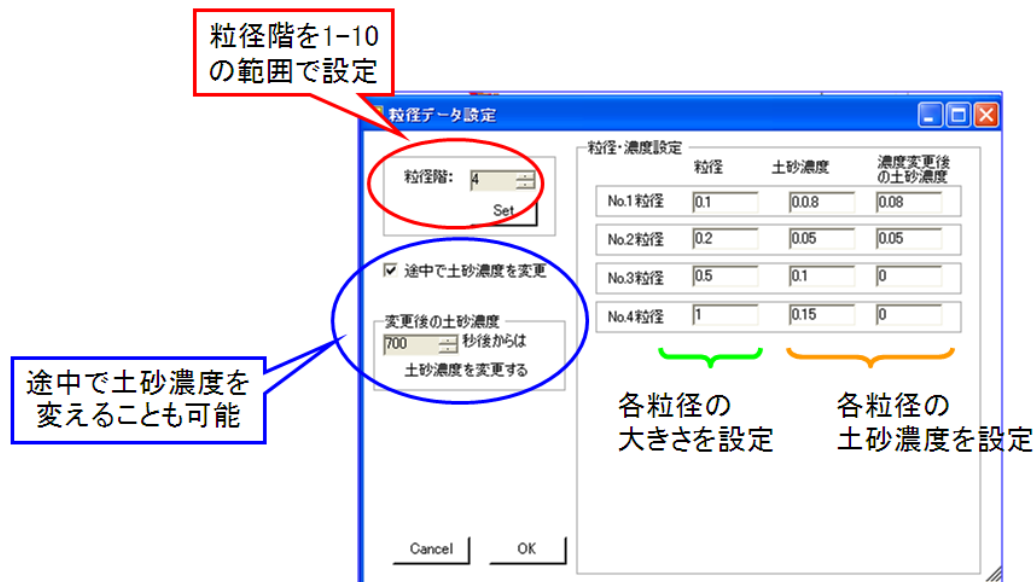 粒径階を1-10
の範囲で設定
粒径データ設定
粒径階: 4
Set
途中で土砂濃度を変更
変更後の土砂濃度
700 秒後からは
土砂濃度を変更する
Cancel OK
粒径・濃度設定
粒径 土砂濃度 濃度変更後
の土砂濃度
No.1粒径 0.1 0.0.8 0.08
No.2粒径 0.2 0.05 0.05
No.3粒径 0.5 0.1 0
No.4粒径 1 0.15 0
途中で土砂濃度を
変えることも可能
各粒径の
大きさを設定
各粒径の
土砂濃度を設定